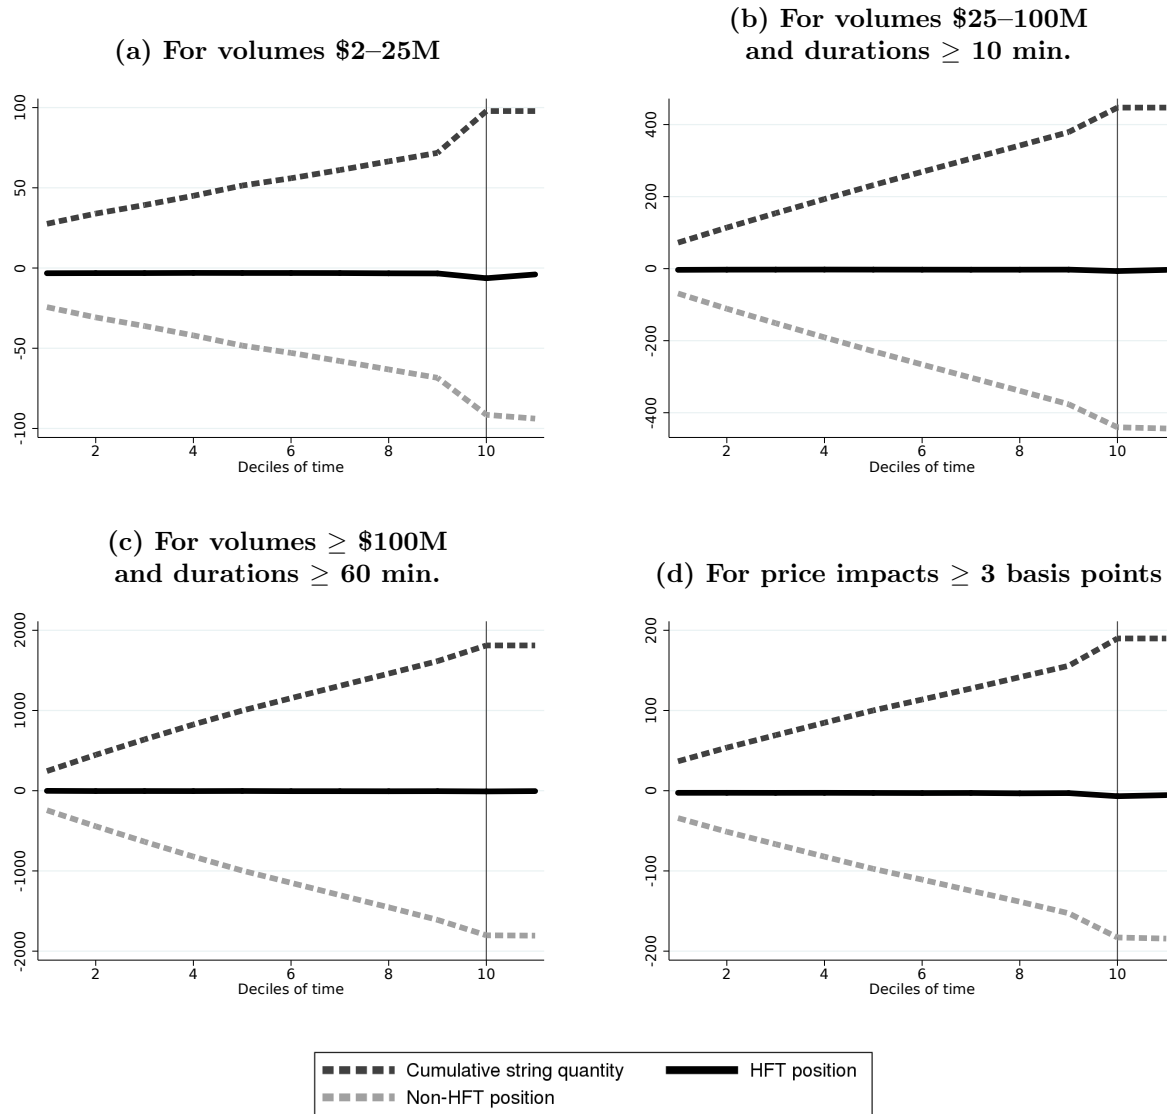 (a) For volumes $2–25M
100
50
0
-50
-100
2 4 6 8 10
Deciles of time
(b) For volumes $25–100M
and durations ≥ 10 min.
400
200
0
-200
-400
2 4 6 8 10
Deciles of time
(c) For volumes ≥ $100M
and durations ≥ 60 min.
2000
1000
0
-1000
-2000
2 4 6 8 10
Deciles of time
(d) For price impacts ≥ 3 basis points
200
100
0
-100
-200
2 4 6 8 10
Deciles of time
Cumulative string quantity HFT position
Non-HFT position